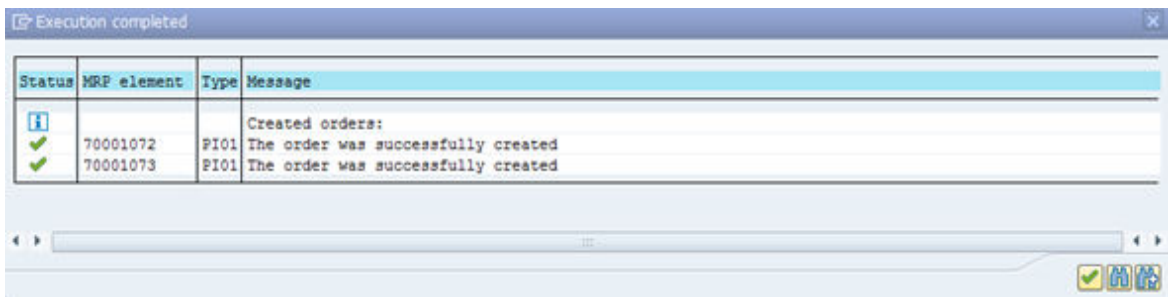 Execution completed
Status MRP element Type Message
Created orders:
70001072 PI01 The order was successfully created
70001073 PI01 The order was successfully created